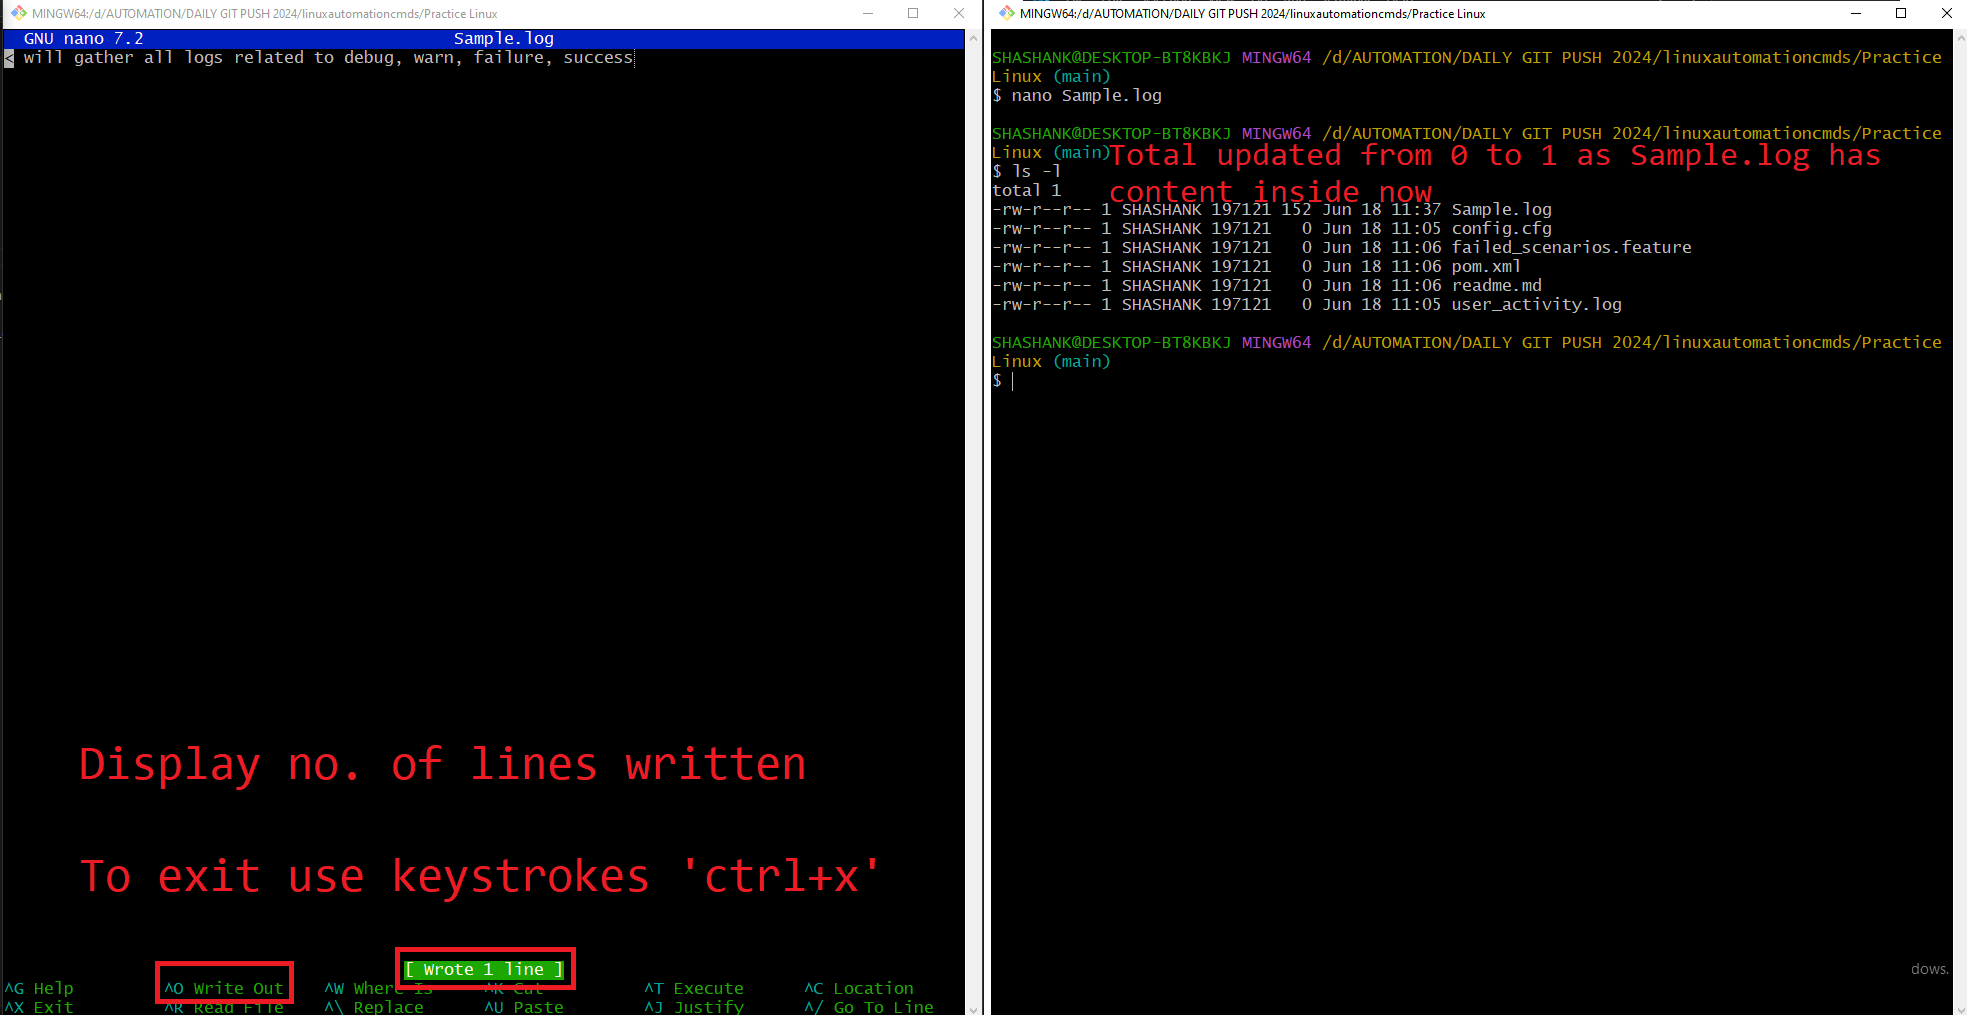 MINGW64:/d/AUTOMATION/DAILY GIT PUSH 2024/linuxautomationcmds/Practice Linux
GNU nano 7.2 Sample.log
< will gather all logs related to debug, warn, failure, success
Display no. of lines written
To exit use keystrokes 'ctrl+x'
[ Wrote 1 line ]
^G Help ^O Write Out ^W Where Is ^K Cut ^T Execute ^C Location
^X Exit ^R Read File ^\ Replace ^U Paste ^J Justify ^/ Go To Line
MINGW64:/d/AUTOMATION/DAILY GIT PUSH 2024/linuxautomationcmds/Practice Linux
SHASHANK@DESKTOP-BT8KBKJ MINGW64 /d/AUTOMATION/DAILY GIT PUSH 2024/linuxautomationcmds/Practice
Linux (main)
$ nano Sample.log
SHASHANK@DESKTOP-BT8KBKJ MINGW64 /d/AUTOMATION/DAILY GIT PUSH 2024/linuxautomationcmds/Practice
Linux (main)
Total updated from 0 to 1 as Sample.log has
content inside now
$ ls -l
total 1
-rw-r--r-- 1 SHASHANK 197121 152 Jun 18 11:37 Sample.log
-rw-r--r-- 1 SHASHANK 197121 0 Jun 18 11:05 config.cfg
-rw-r--r-- 1 SHASHANK 197121 0 Jun 18 11:06 failed_scenarios.feature
-rw-r--r-- 1 SHASHANK 197121 0 Jun 18 11:06 pom.xml
-rw-r--r-- 1 SHASHANK 197121 0 Jun 18 11:06 readme.md
-rw-r--r-- 1 SHASHANK 197121 0 Jun 18 11:05 user_activity.log
SHASHANK@DESKTOP-BT8KBKJ MINGW64 /d/AUTOMATION/DAILY GIT PUSH 2024/linuxautomationcmds/Practice
Linux (main)
$
dows.